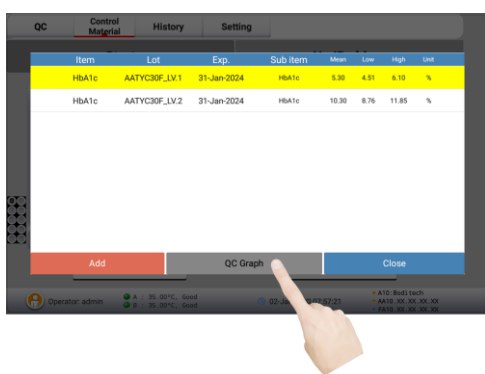 QC Control Material History Setting
Item Lot Exp. Sub item Mean Low High Unit
HbA1c AATYC30F_LV.1 31-Jan-2024 HbA1c 5.30 4.51 6.10 %
HbA1c AATYC30F_LV.2 31-Jan-2024 HbA1c 10.30 8.76 11.85 %
Add QC Graph Close
Operator: admin
A : 35.00°C, Good
B : 35.00°C, Good
57:21
A10:Boditech
AA10.XX.XX.XX.XX
FA10.XX.XX.XX.XX